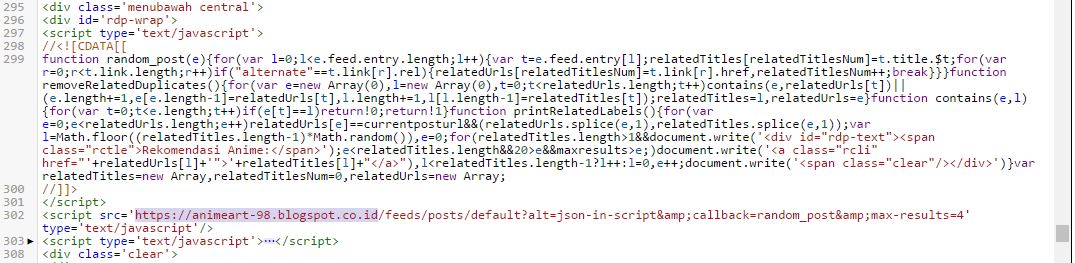 295 <div class='menubawah central'>
296 <div id='rdp-wrap'>
297 <script type='text/javascript'>
298 //<![CDATA[[
299 function random_post(e){for(var l=0;l<e.feed.entry.length;l++){var t=e.feed.entry[l];relatedTitles[relatedTitlesNum]=t.title.$t;for(var
r=0;r<t.link.length;r++)if("alternate"==t.link[r].rel){relatedUrls[relatedTitlesNum]=t.link[r].href,relatedTitlesNum++;break}}}function
removeRelatedDuplicates(){for(var e=new Array(0),l=new Array(0),t=0;t<relatedUrls.length;t++)contains(e,relatedUrls[t])||
(e.length+=1,e[e.length-1]=relatedUrls[t],l.length+=1,l[l.length-1]=relatedTitles[t]);relatedTitles=l,relatedUrls=e}function contains(e,l)
{for(var t=0;t<e.length;t++)if(e[t]==l)return!0;return!1}function printRelatedLabels(){for(var
e=0;e<relatedUrls.length;e++)relatedUrls[e]==currentposturl&&(relatedUrls.splice(e,1),relatedTitles.splice(e,1));var
l=Math.floor((relatedTitles.length-1)*Math.random()),e=0;for(relatedTitles.length>1&&document.write('<div id="rdp-text"><span
class="rctle">Rekomendasi Anime:</span>');e<relatedTitles.length&&20>e&&maxresults>e;)document.write('<a class="rcli"
href="'+relatedUrls[l]+'">'+relatedTitles[l]+"</a>"),l<relatedTitles.length-1?l++:l=0,e++;document.write('<span class="clear"/></div>')}var
relatedTitles=new Array,relatedTitlesNum=0,relatedUrls=new Array;
300 //]]>
301 </script>
302 <script src='https://animeart-98.blogspot.co.id/feeds/posts/default?alt=json-in-script&amp;callback=random_post&amp;max-results=4'
type='text/javascript'/>
303 <script type='text/javascript'>⋯</script>
308 <div class='clear'>